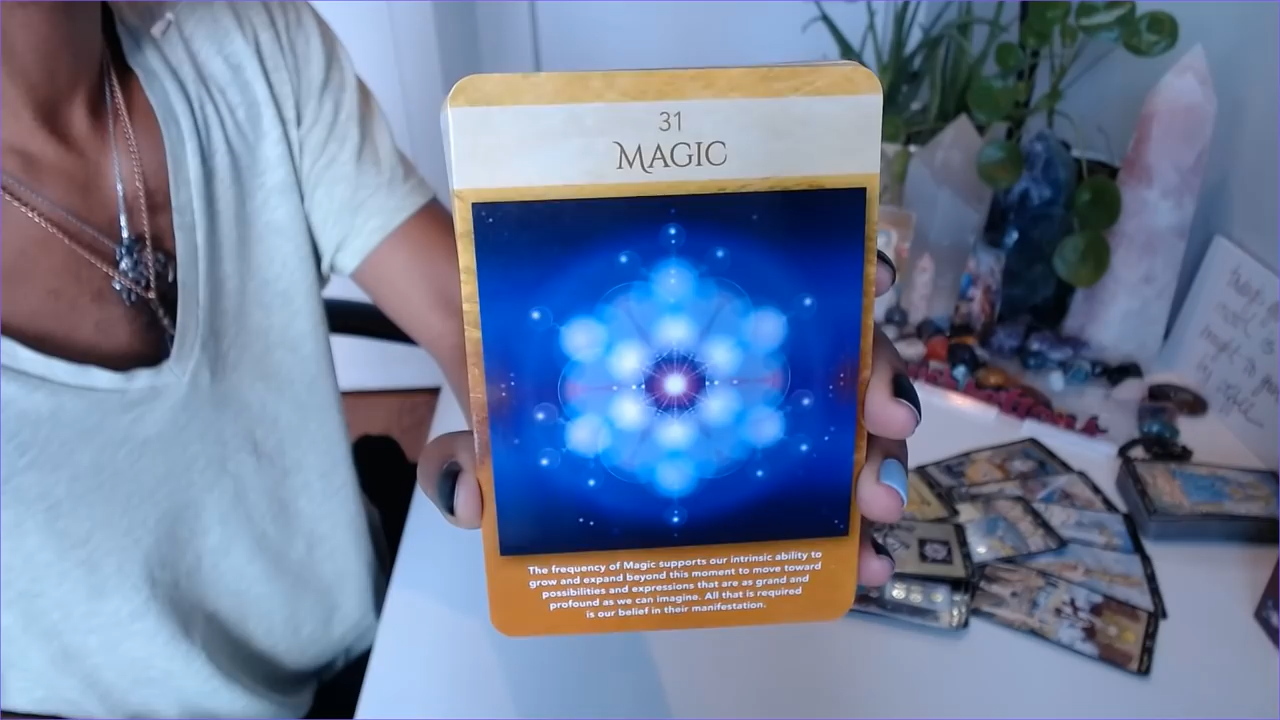 31
MAGIC
The frequency of Magic supports our intrinsic ability to
grow and expand beyond this moment to move toward
possibilities and expressions that are as grand and
profound as we can imagine. All that is required
is our belief in their manifestation.